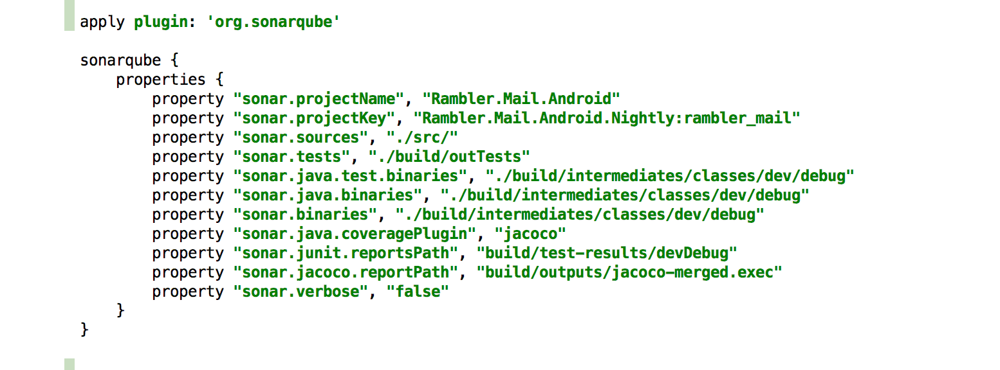 apply plugin: 'org.sonarqube'
sonarqube {
properties {
property "sonar.projectName", "Rambler.Mail.Android"
property "sonar.projectKey", "Rambler.Mail.Android.Nightly:rambler_mail"
property "sonar.sources", "./src/"
property "sonar.tests", "./build/outTests"
property "sonar.java.test.binaries", "./build/intermediates/classes/dev/debug"
property "sonar.java.binaries", "./build/intermediates/classes/dev/debug"
property "sonar.binaries", "./build/intermediates/classes/dev/debug"
property "sonar.java.coveragePlugin", "jacoco"
property "sonar.junit.reportsPath", "build/test-results/devDebug"
property "sonar.jacoco.reportPath", "build/outputs/jacoco-merged.exec"
property "sonar.verbose", "false"
}
}